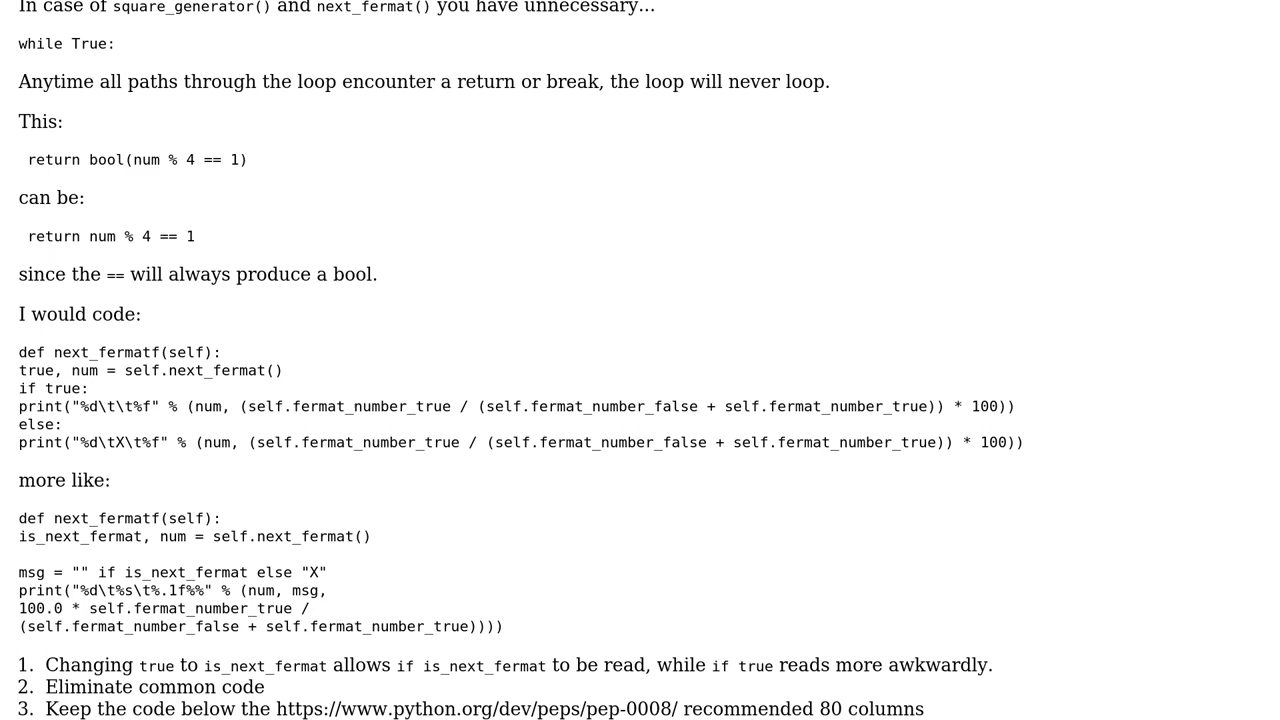 In case of square_generator() and next_fermat() you have unnecessary...
while True:
Anytime all paths through the loop encounter a return or break, the loop will never loop.
This:
return bool(num % 4 == 1)
can be:
return num % 4 == 1
since the == will always produce a bool.
I would code:
def next_fermatf(self):
true, num = self.next_fermat()
if true:
print("%d\t\t%f" % (num, (self.fermat_number_true / (self.fermat_number_false + self.fermat_number_true)) * 100))
else:
print("%d\tX\t%f" % (num, (self.fermat_number_true / (self.fermat_number_false + self.fermat_number_true)) * 100))
more like:
def next_fermatf(self):
is_next_fermat, num = self.next_fermat()
msg = "" if is_next_fermat else "X"
print("%d\t%s\t%.1f%%" % (num, msg,
100.0 * self.fermat_number_true /
(self.fermat_number_false + self.fermat_number_true))))
1. Changing true to is_next_fermat allows if is_next_fermat to be read, while if true reads more awkwardly.
2. Eliminate common code
3. Keep the code below the https://www.python.org/dev/peps/pep-0008/ recommended 80 columns